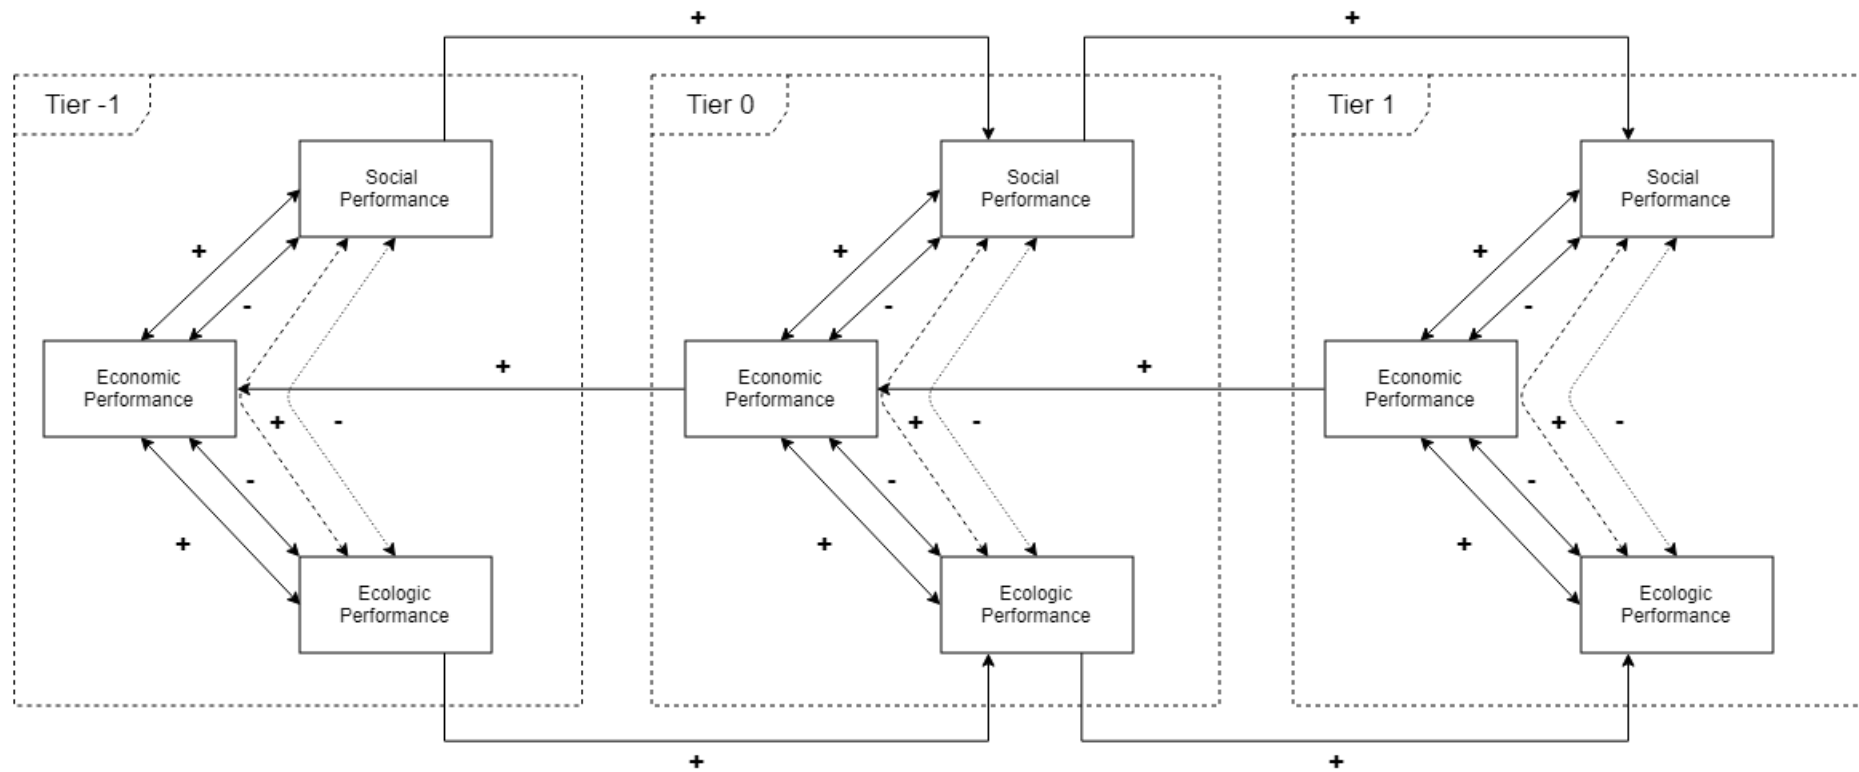 +
+
Tier -1
Tier 0
Tier 1
Social
Performance
Social
Performance
Social
Performance
+
+
+
-
-
-
+
+
Economic
Performance
Economic
Performance
Economic
Performance
+
-
+
-
+
-
-
-
-
+
+
+
Ecologic
Performance
Ecologic
Performance
Ecologic
Performance
+
+